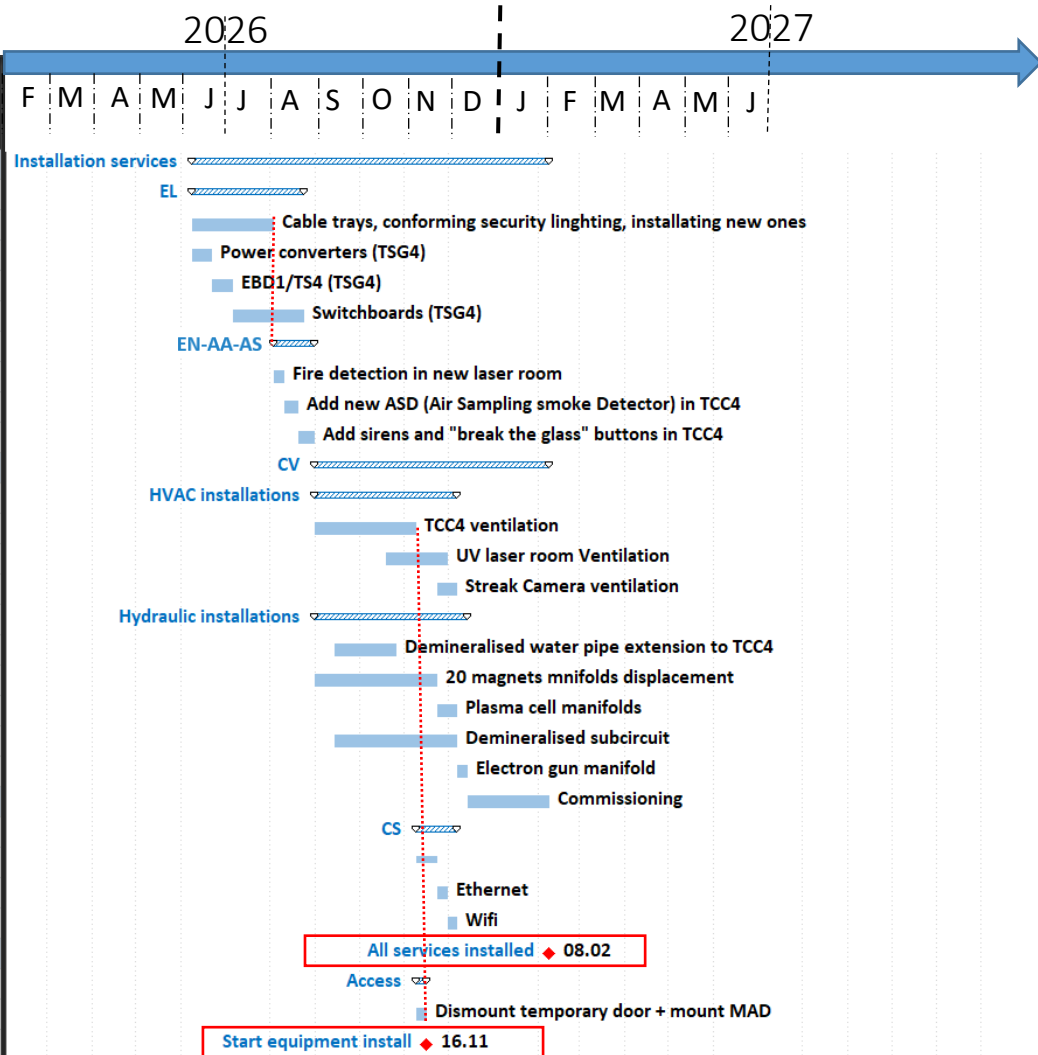 2026 2027
F M A M J J A S O N D J F M A M J
Installation services
EL
Cable trays, conforming security linghting, installating new ones
Power converters (TSG4)
EBD1/TS4 (TSG4)
Switchboards (TSG4)
EN-AA-AS
Fire detection in new laser room
Add new ASD (Air Sampling smoke Detector) in TCC4
Add sirens and "break the glass" buttons in TCC4
CV
HVAC installations
TCC4 ventilation
UV laser room Ventilation
Streak Camera ventilation
Hydraulic installations
Demineralised water pipe extension to TCC4
20 magnets mnifolds displacement
Plasma cell manifolds
Demineralised subcircuit
Electron gun manifold
Commissioning
CS
Ethernet
Wifi
All services installed 08.02
Access
Dismount temporary door + mount MAD
Start equipment install 16.11